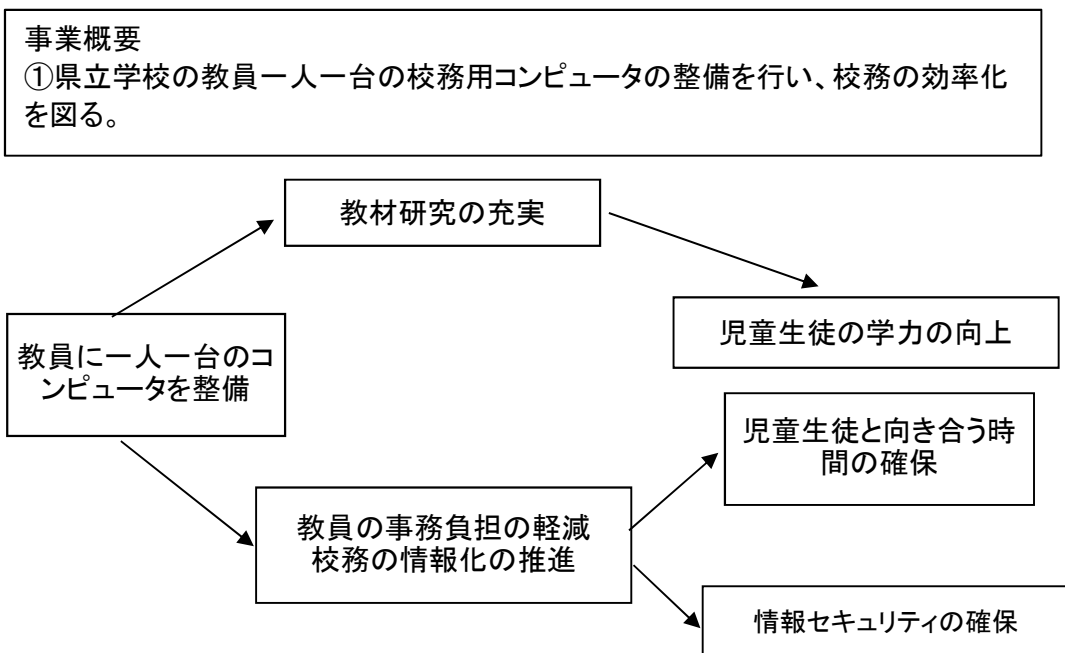 事業概要
①県立学校の教員一人一台の校務用コンピュータの整備を行い、校務の効率化
を図る。
教材研究の充実
児童生徒の学力の向上
教員に一人一台のコ
ンピュータを整備
児童生徒と向き合う時
間の確保
教員の事務負担の軽減
校務の情報化の推進
情報セキュリティの確保